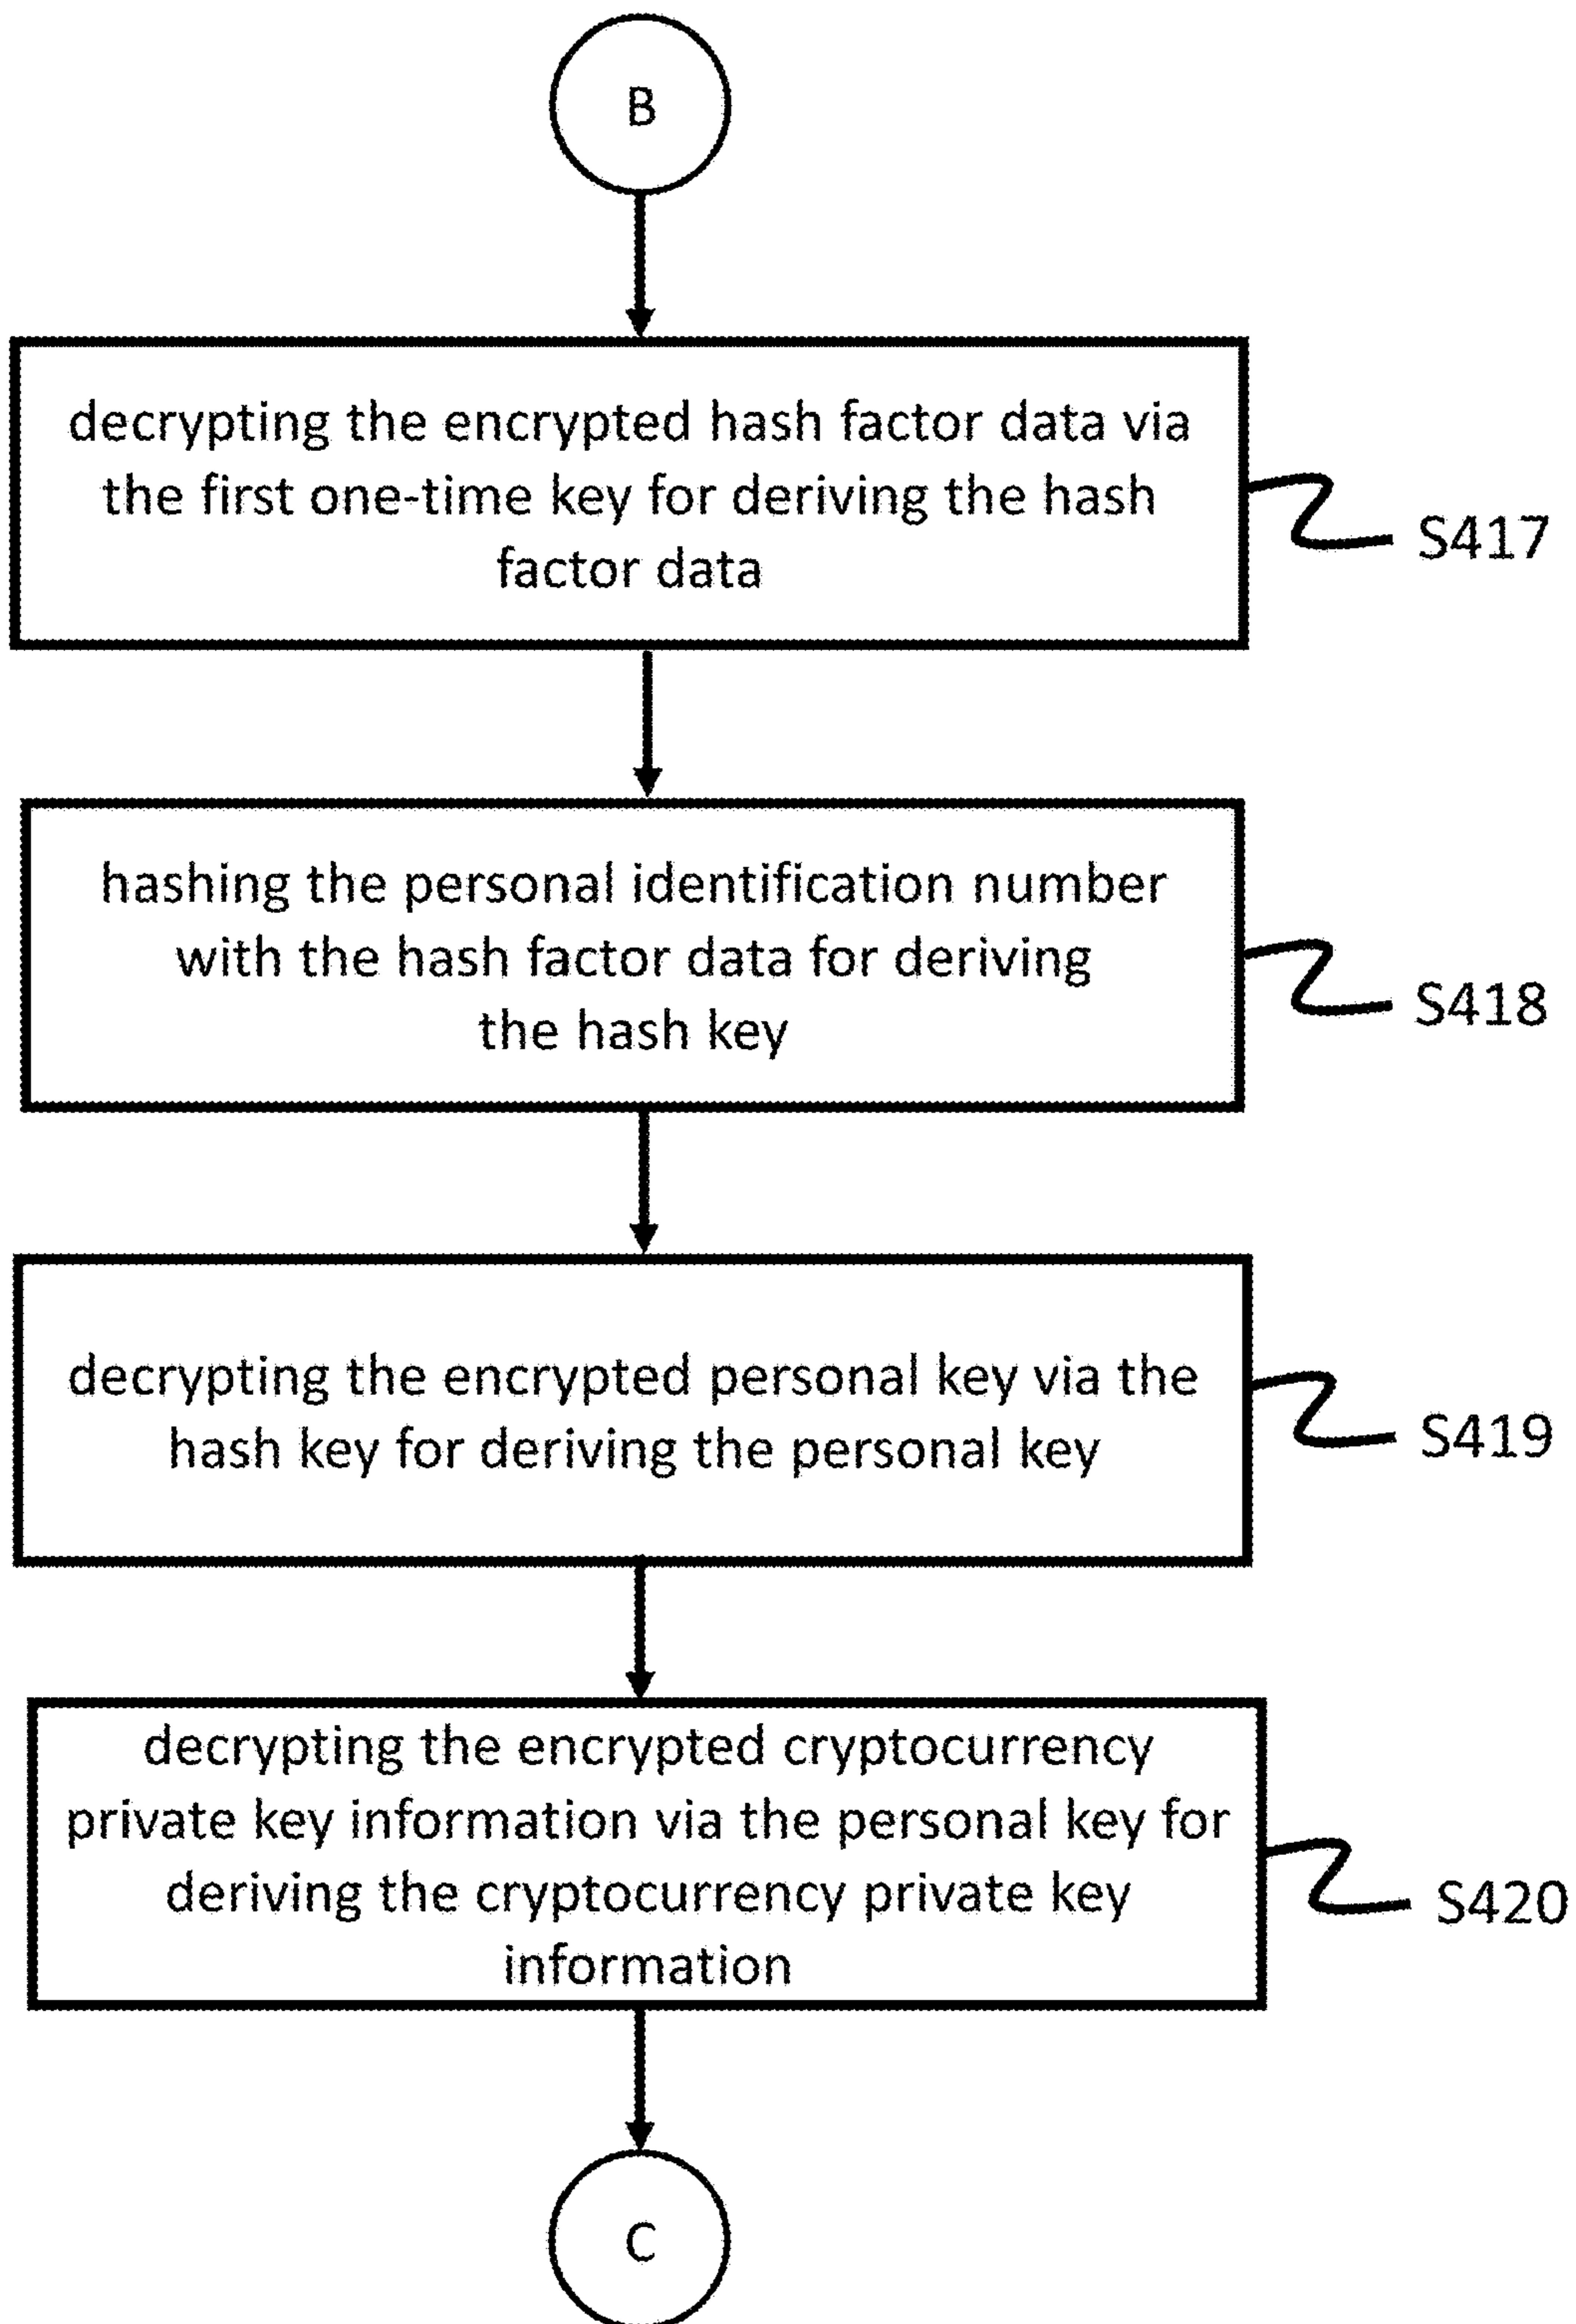 B
decrypting the encrypted hash factor data via
the first one-time key for deriving the hash
factor data
S417
hashing the personal identification number
with the hash factor data for deriving
the hash key
S418
decrypting the encrypted personal key via the
hash key for deriving the personal key
S419
decrypting the encrypted cryptocurrency
private key information via the personal key for
deriving the cryptocurrency private key
information
S420
C